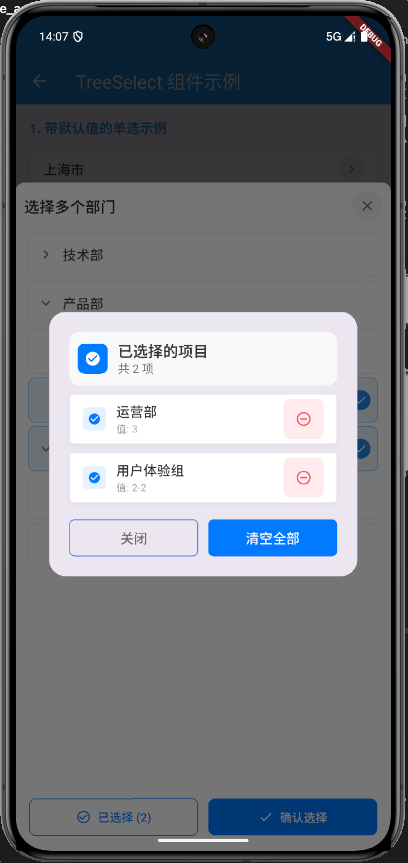 14:07
5G
DEBUG
TreeSelect 组件示例
1. 带默认值的单选示例
上海市
选择多个部门
技术部
产品部
已选择的项目
共 2 项
运营部
值: 3
用户体验组
值: 2-2
关闭
清空全部
已选择 (2)
确认选择